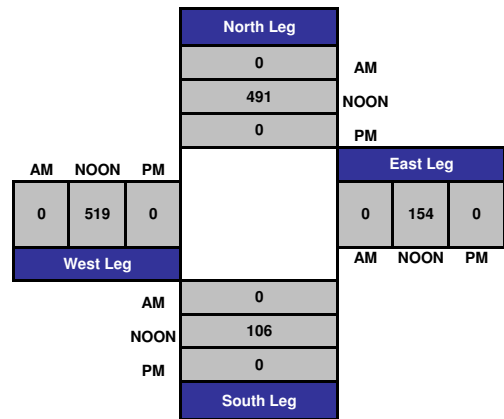 North Leg
0 AM
491 NOON
0 PM
AM NOON PM East Leg
0 519 0 0 154 0
West Leg AM NOON PM
AM 0
NOON 106
PM 0
South Leg